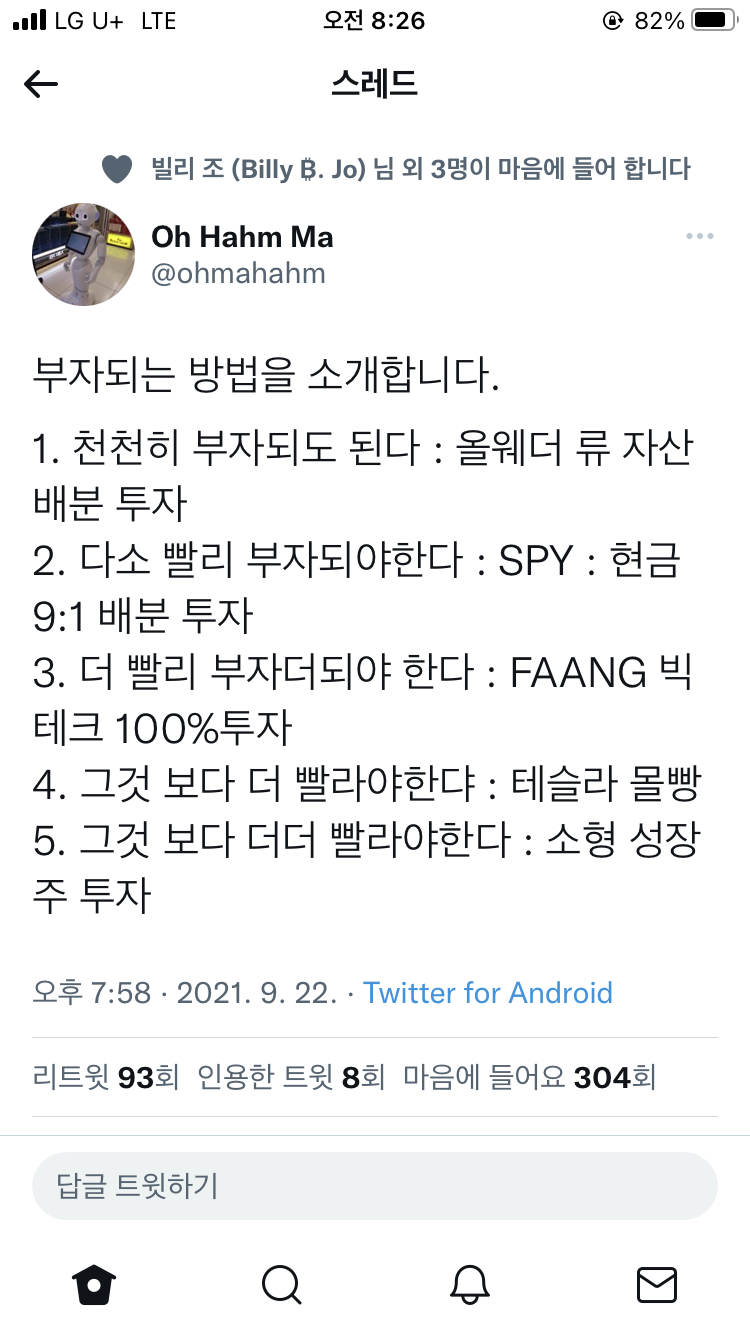 LG U+ LTE 오전 8:26 82%
스레드
빌리 조 (Billy ₿. Jo) 님 외 3명이 마음에 들어 합니다
Oh Hahm Ma
@ohmahahm
부자되는 방법을 소개합니다.
1. 천천히 부자되도 된다 : 올웨더 류 자산
배분 투자
2. 다소 빨리 부자되야한다 : SPY : 현금
9:1 배분 투자
3. 더 빨리 부자더되야 한다 : FAANG 빅
테크 100%투자
4. 그것 보다 더 빨라야한댜 : 테슬라 몰빵
5. 그것 보다 더더 빨라야한다 : 소형 성장
주 투자
오후 7:58 · 2021. 9. 22. · Twitter for Android
리트윗 93회 인용한 트윗 8회 마음에 들어요 304회
답글 트윗하기